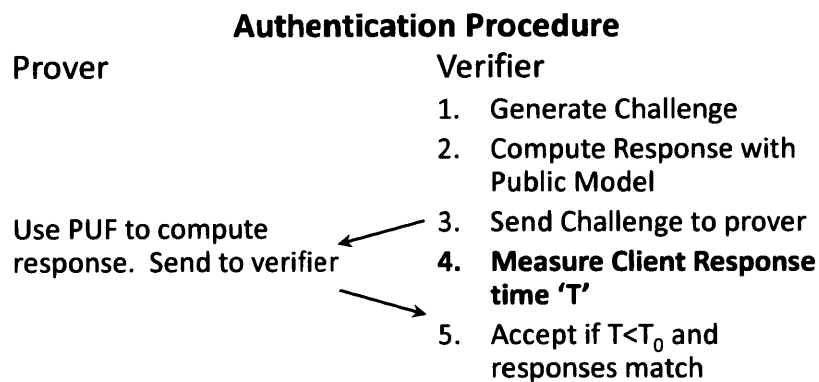 Authentication Procedure
Prover
Verifier
1. Generate Challenge
2. Compute Response with
Public Model
3. Send Challenge to prover
Use PUF to compute
response. Send to verifier
4. Measure Client Response
time ‘T’
5. Accept if T<T₀ and
responses match